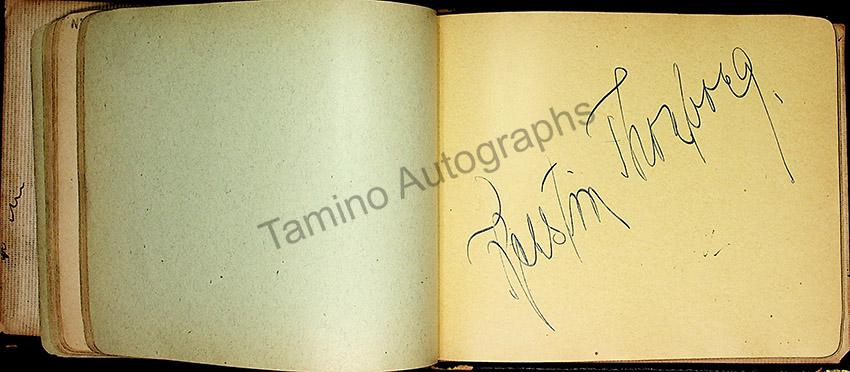 Tamino Autographs
Kerstin Thorborg.